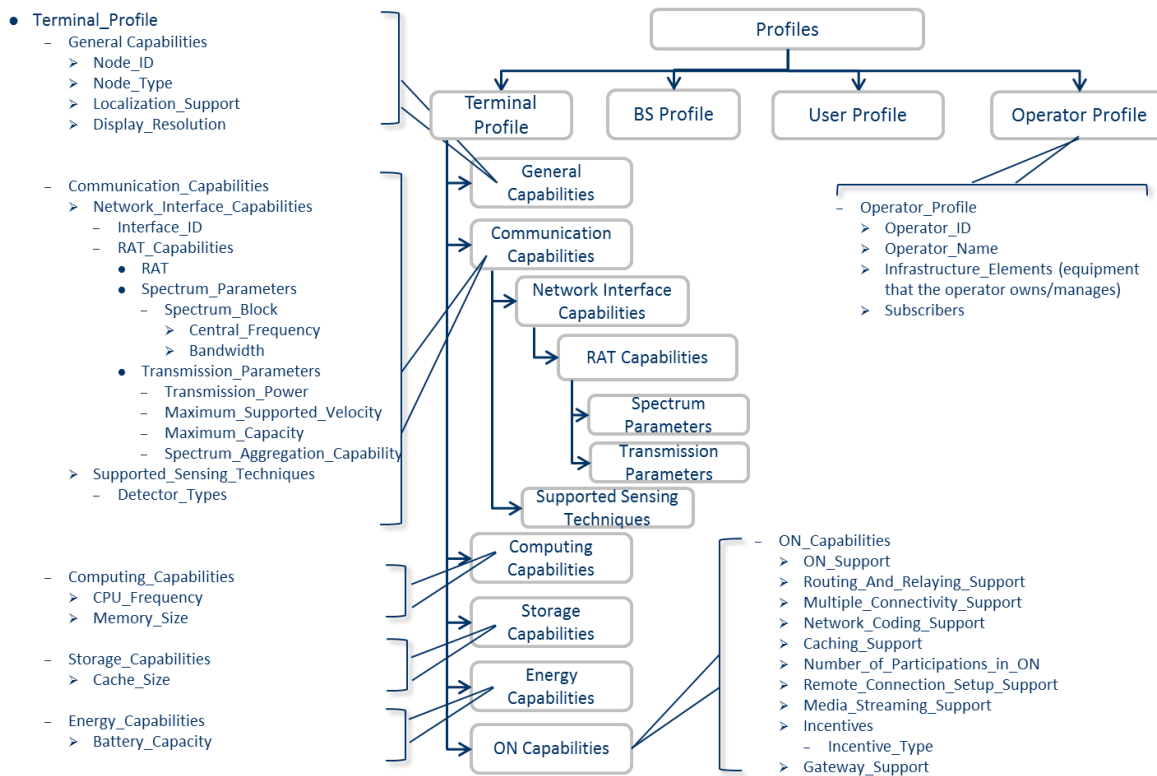 ● Terminal_Profile
– General Capabilities
➢ Node_ID
➢ Node_Type
➢ Localization_Support
➢ Display_Resolution
– Communication_Capabilities
➢ Network_Interface_Capabilities
– Interface_ID
– RAT_Capabilities
● RAT
● Spectrum_Parameters
– Spectrum_Block
➢ Central_Frequency
➢ Bandwidth
● Transmission_Parameters
– Transmission_Power
– Maximum_Supported_Velocity
– Maximum_Capacity
– Spectrum_Aggregation_Capability
➢ Supported_Sensing_Techniques
– Detector_Types
– Computing_Capabilities
➢ CPU_Frequency
➢ Memory_Size
– Storage_Capabilities
➢ Cache_Size
– Energy_Capabilities
➢ Battery_Capacity
Profiles
Terminal
Profile
BS Profile
User Profile
Operator Profile
General
Capabilities
Communication
Capabilities
Network Interface
Capabilities
RAT Capabilities
Spectrum
Parameters
Transmission
Parameters
Supported Sensing
Techniques
Computing
Capabilities
Storage
Capabilities
Energy
Capabilities
ON Capabilities
– Operator_Profile
➢ Operator_ID
➢ Operator_Name
➢ Infrastructure_Elements (equipment
that the operator owns/manages)
➢ Subscribers
– ON_Capabilities
➢ ON_Support
➢ Routing_And_Relaying_Support
➢ Multiple_Connectivity_Support
➢ Network_Coding_Support
➢ Caching_Support
➢ Number_of_Participations_in_ON
➢ Remote_Connection_Setup_Support
➢ Media_Streaming_Support
➢ Incentives
– Incentive_Type
➢ Gateway_Support